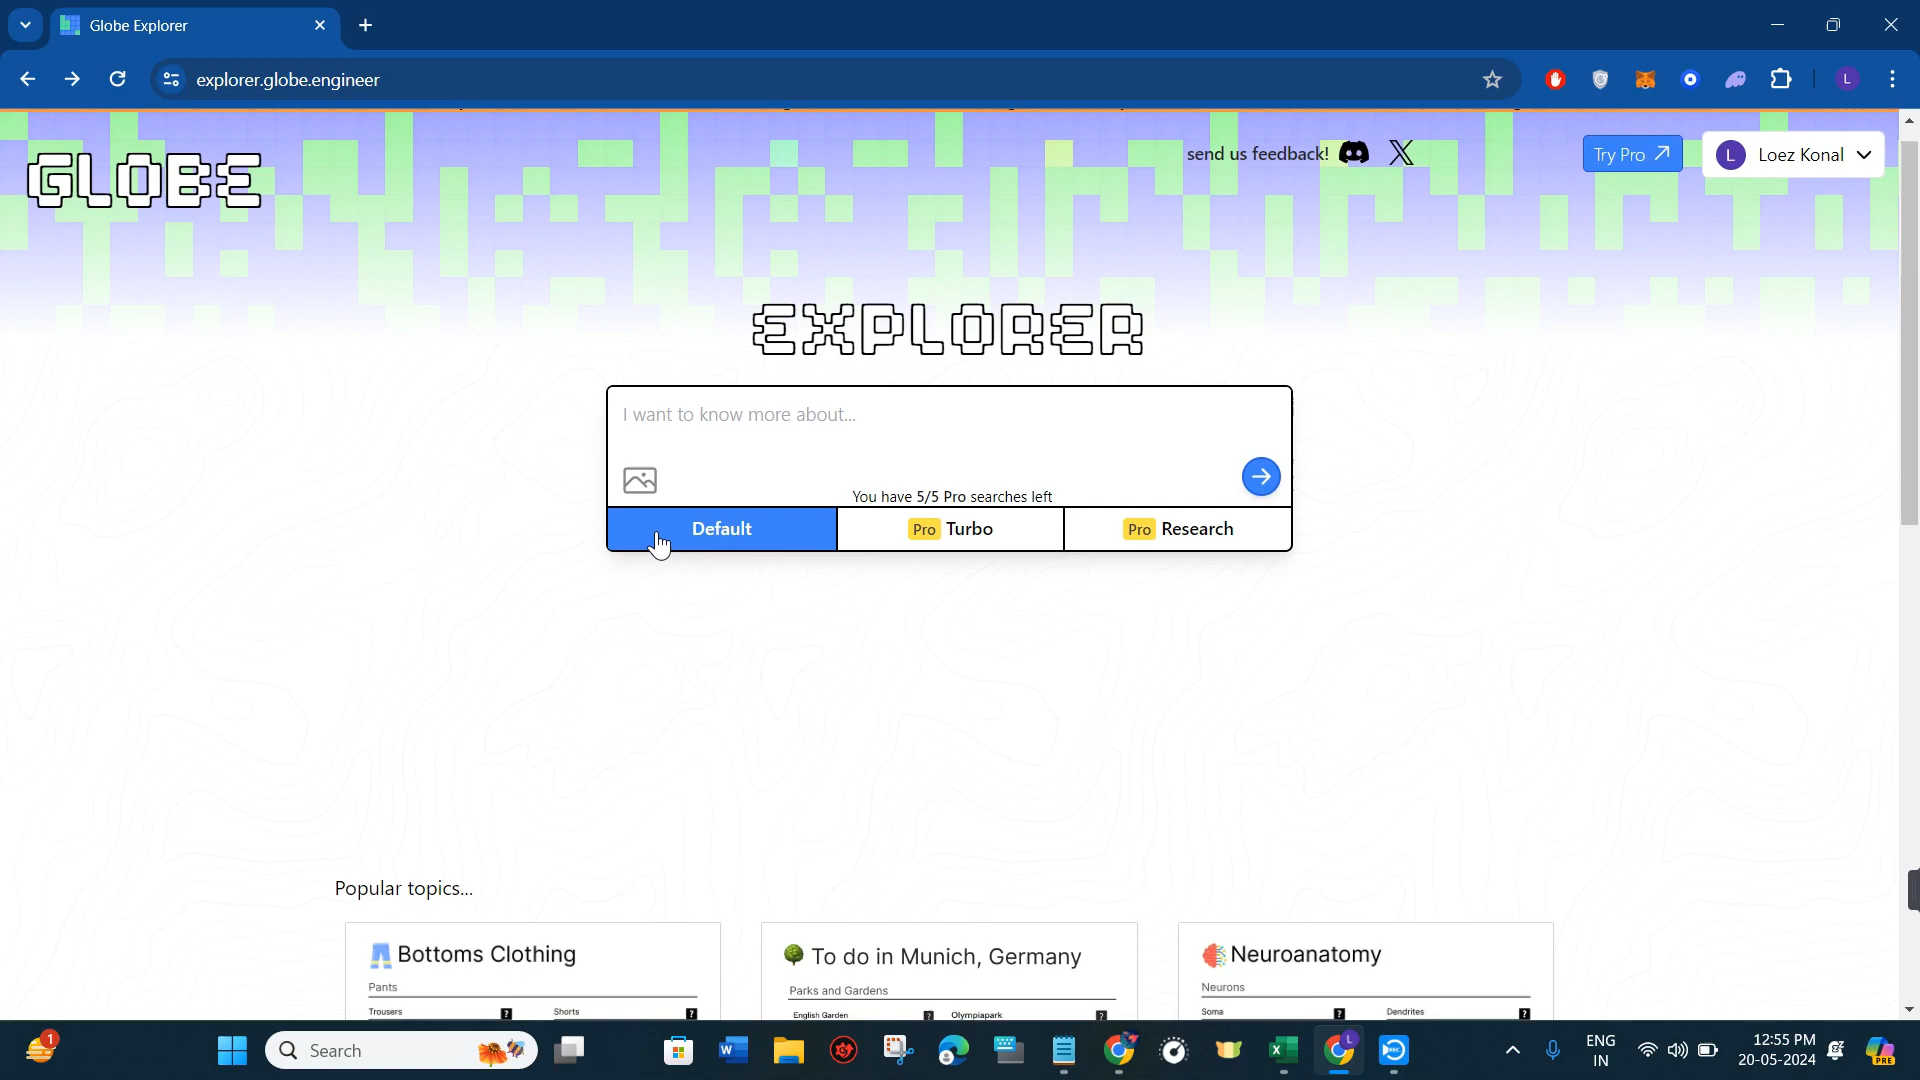 Globe Explorer
explorer.globe.engineer
L
GLOBE
send us feedback!
Try Pro
L Loez Konal
EXPLORER
I want to know more about...
You have 5/5 Pro searches left
Default
Pro Turbo
Pro Research
Popular topics...
Bottoms Clothing
Pants
Trousers ?
Shorts ?
To do in Munich, Germany
Parks and Gardens
English Garden ?
Olympiapark ?
Neuroanatomy
Neurons
Soma ?
Dendrites ?
1
Search
ENG
IN
12:55 PM
20-05-2024
PRE